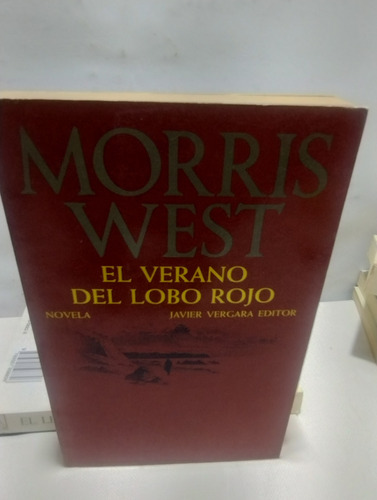 MORRIS
WEST
EL VERANO
DEL LOBO ROJO
NOVELA JAVIER VERGARA EDITOR